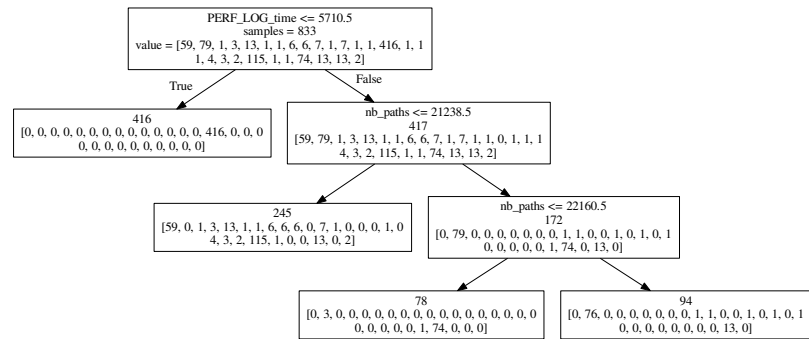 PERF_LOG_time <= 5710.5
samples = 833
value = [59, 79, 1, 3, 13, 1, 1, 6, 6, 7, 1, 7, 1, 1, 416, 1, 1
1, 4, 3, 2, 115, 1, 1, 74, 13, 13, 2]
True
False
416
[0, 0, 0, 0, 0, 0, 0, 0, 0, 0, 0, 0, 0, 0, 416, 0, 0, 0
0, 0, 0, 0, 0, 0, 0, 0, 0, 0]
nb_paths <= 21238.5
417
[59, 79, 1, 3, 13, 1, 1, 6, 6, 7, 1, 7, 1, 1, 0, 1, 1, 1
4, 3, 2, 115, 1, 1, 74, 13, 13, 2]
245
[59, 0, 1, 3, 13, 1, 1, 6, 6, 6, 0, 7, 1, 0, 0, 0, 1, 0
4, 3, 2, 115, 1, 0, 0, 13, 0, 2]
nb_paths <= 22160.5
172
[0, 79, 0, 0, 0, 0, 0, 0, 0, 1, 1, 0, 0, 1, 0, 1, 0, 1
0, 0, 0, 0, 0, 1, 74, 0, 13, 0]
78
[0, 3, 0, 0, 0, 0, 0, 0, 0, 0, 0, 0, 0, 0, 0, 0, 0, 0
0, 0, 0, 0, 0, 1, 74, 0, 0, 0]
94
[0, 76, 0, 0, 0, 0, 0, 0, 0, 1, 1, 0, 0, 1, 0, 1, 0, 1
0, 0, 0, 0, 0, 0, 0, 0, 13, 0]